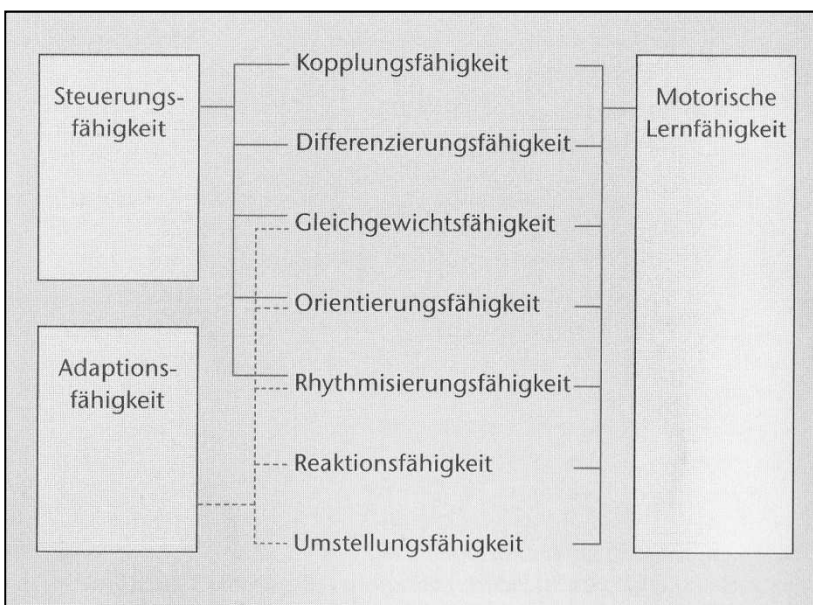 Steuerungs-
fähigkeit
Adaptions-
fähigkeit
Kopplungsfähigkeit
Differenzierungsfähigkeit
Gleichgewichtsfähigkeit
Orientierungsfähigkeit
Rhythmisierungsfähigkeit
Reaktionsfähigkeit
Umstellungsfähigkeit
Motorische
Lernfähigkeit